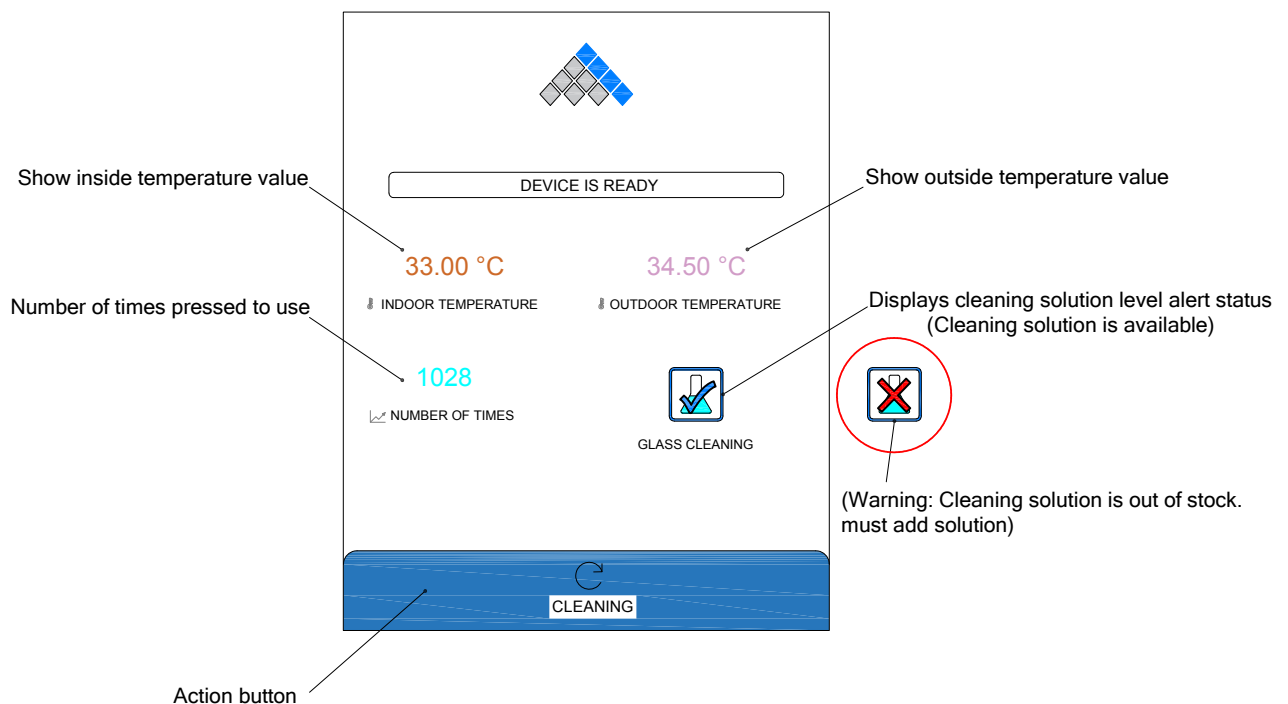 DEVICE IS READY
Show inside temperature value
Show outside temperature value
33.00 °C
34.50 °C
INDOOR TEMPERATURE
OUTDOOR TEMPERATURE
Number of times pressed to use
Displays cleaning solution level alert status
(Cleaning solution is available)
1028
NUMBER OF TIMES
GLASS CLEANING
(Warning: Cleaning solution is out of stock.
must add solution)
CLEANING
Action button